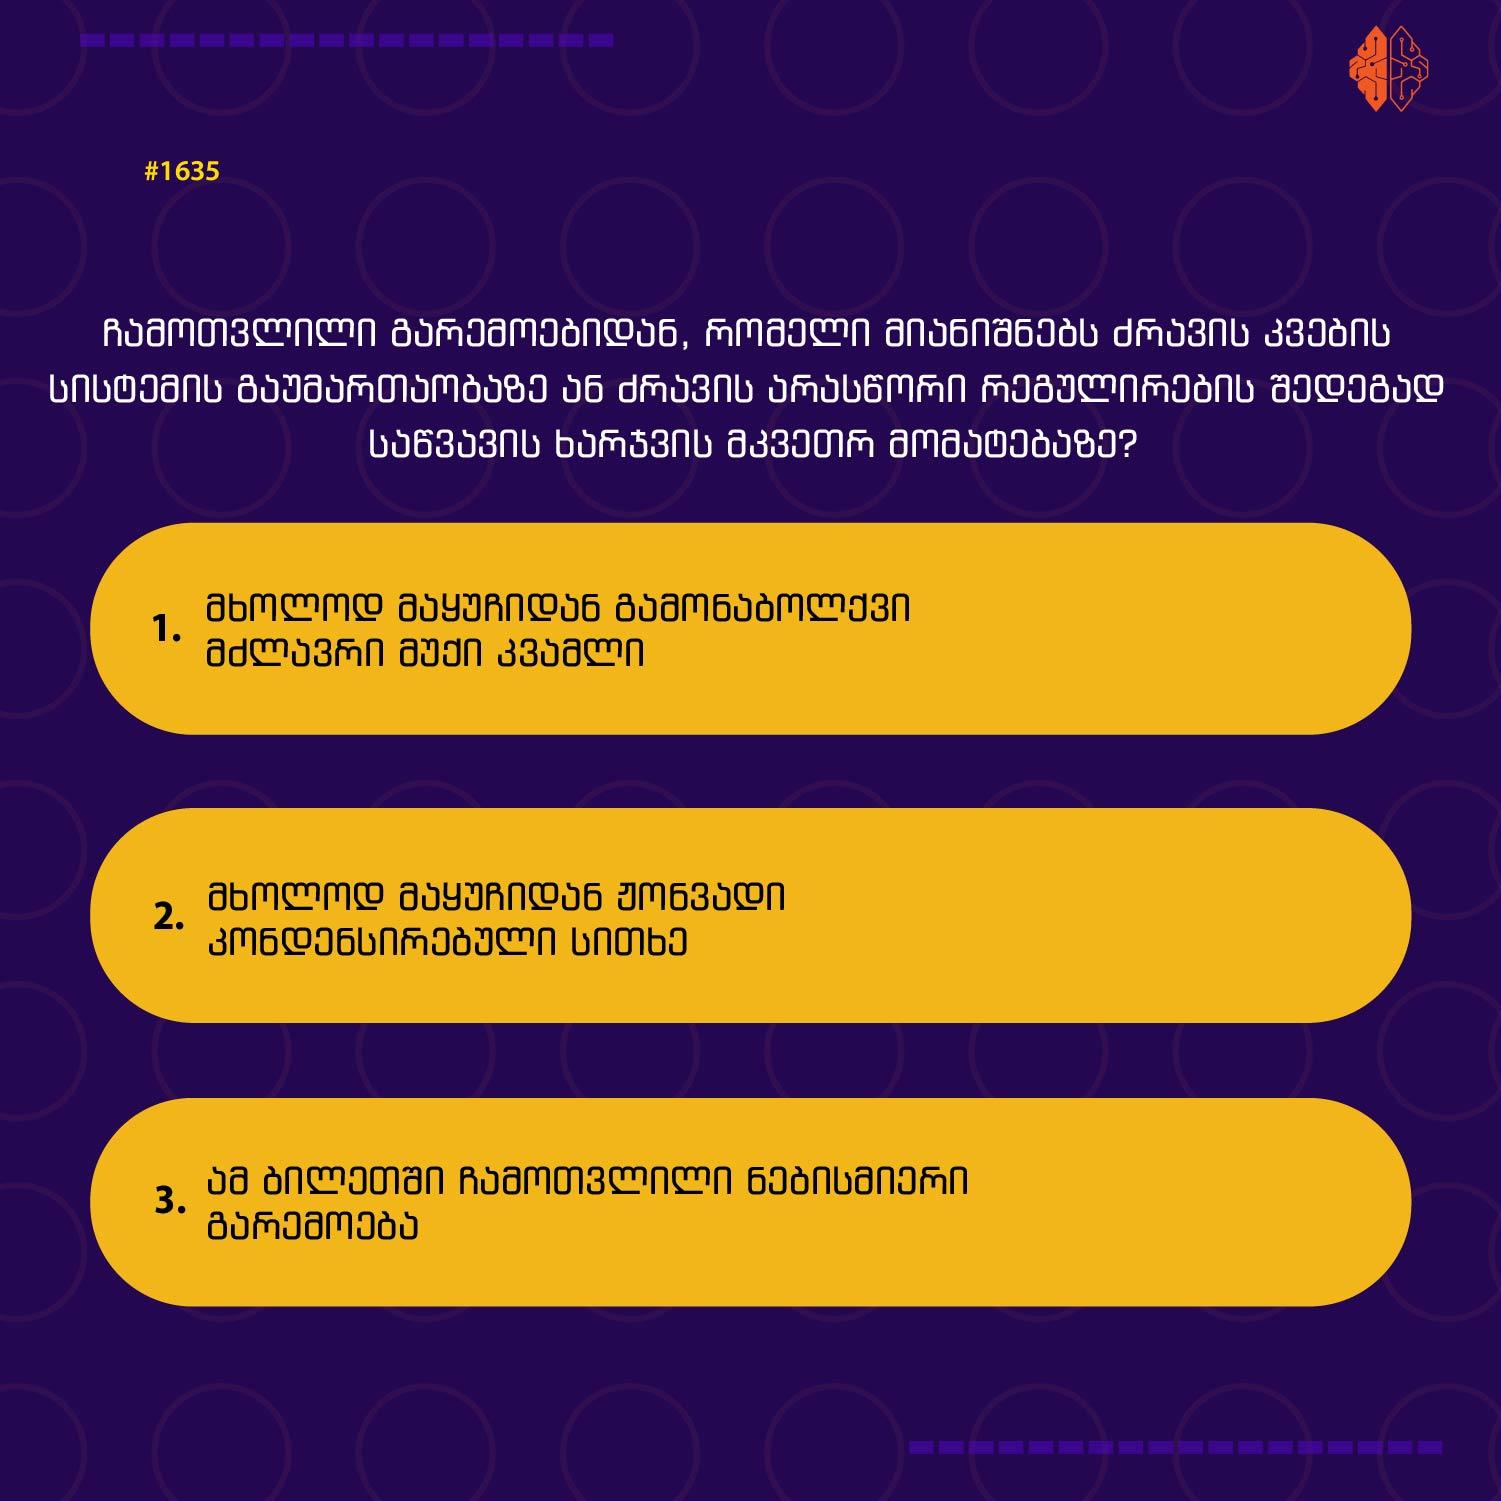 #1635
ჩამოთვლილი გარემოებიდან, რომელი მიანიშნებს ძრავის კვების
სისტემის გაუმართაობაზე ან ძრავის არასწორი რეგულირების შედეგად
საწვავის ხარჯვის მკვეთრ მომატებაზე?
1. მხოლოდ მაყუჩიდან გამონაბოლქვი
მძლავრი მუქი კვამლი
2. მხოლოდ მაყუჩიდან ჟონვადი
კონდენსირებული სითხე
3. ამ ბილეთში ჩამოთვლილი ნებისმიერი
გარემოება